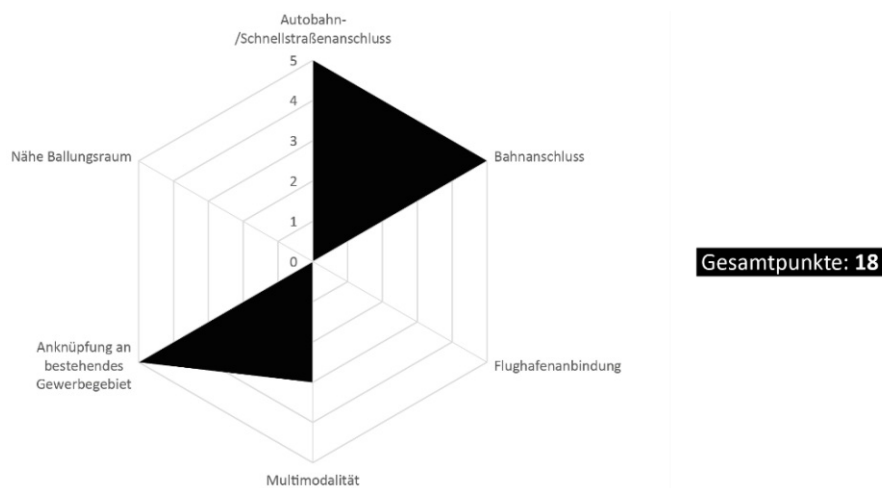 Autobahn-
/Schnellstraßenanschluss
5
4
3
2
1
0
Nähe Ballungsraum
Bahnanschluss
Gesamtpunkte: 18
Anknüpfung an
bestehendes
Gewerbegebiet
Flughafenanbindung
Multimodalität